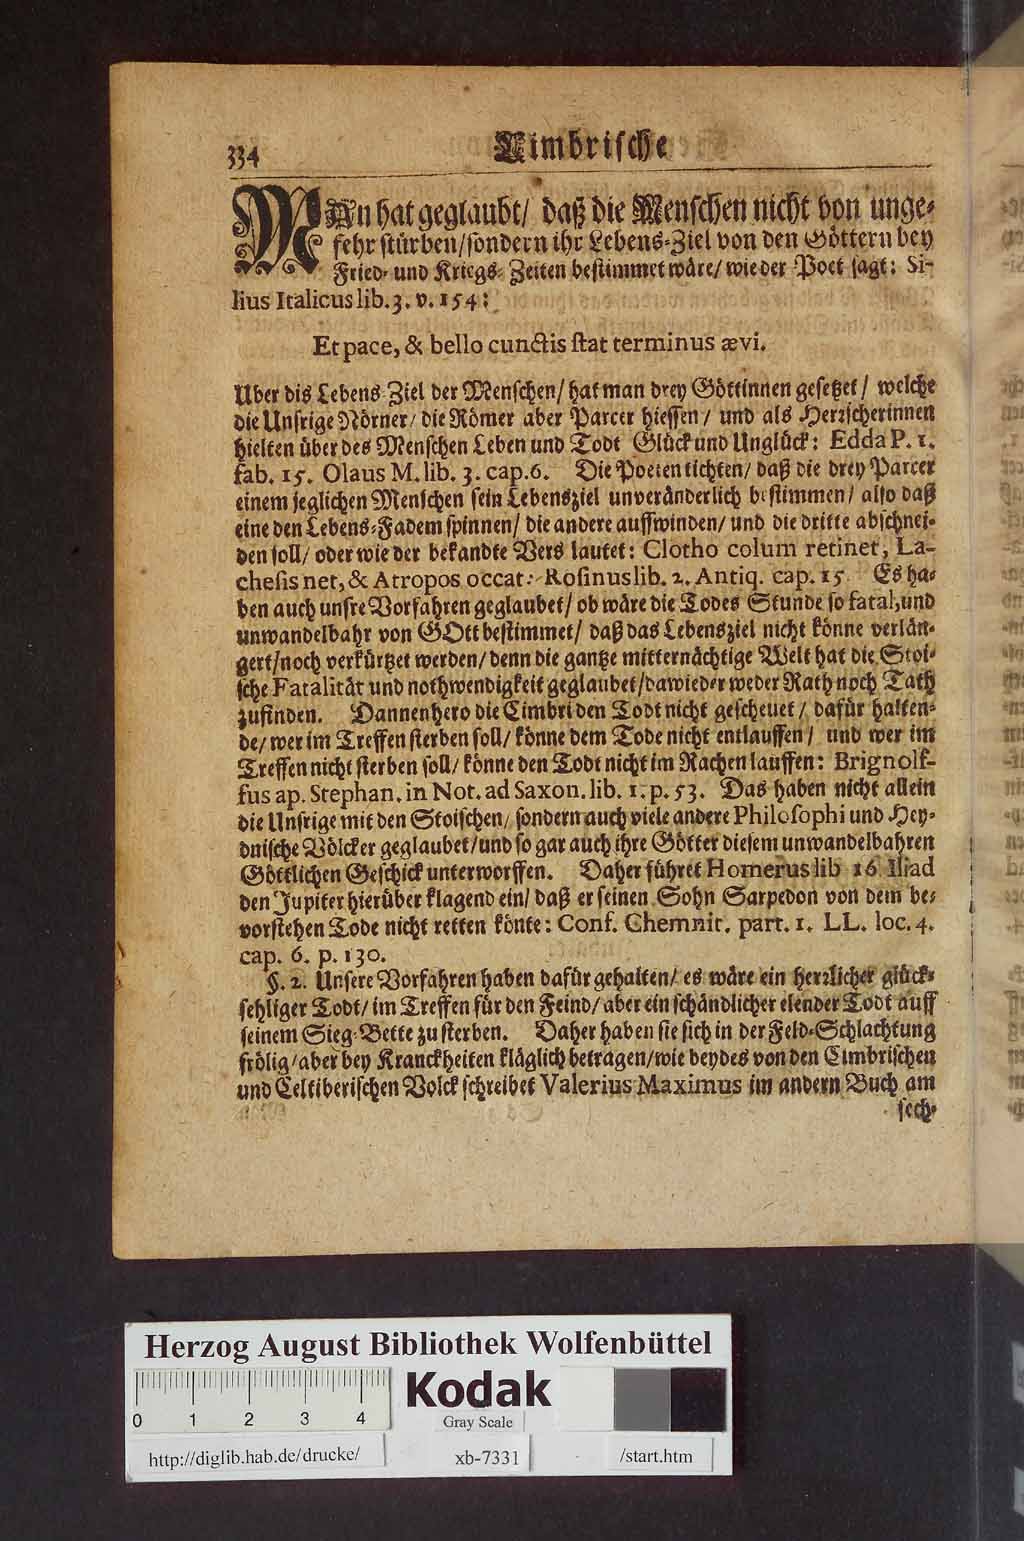 334
Cimbrische
MAn hat geglaubt/ daß die Menschen nicht von unge-
fehr stürben/ sondern ihr Lebens-Ziel von den Göttern bey
Fried- und Kriegs-Zeiten bestimmet wäre/ wie der Poet sagt: Si-
lius Italicus lib. 3. v. 154:
Et pace, & bello cunctis stat terminus ævi.
Uber dis Lebens-Ziel der Menschen/ hat man drey Göttinnen gesetzet/ welche
die Unsrige Nörner/ die Römer aber Parcer hiessen/ und als Herrscherinnen
hielten über des Menschen Leben und Todt Glück und Unglück: Edda P. 1.
fab. 15. Olaus M. lib. 3. cap. 6. Die Poeten tichten/ daß die drey Parcer
einem jeglichen Menschen sein Lebensziel unveränderlich bestimmen/ also daß
eine den Lebens-Fadem spinnen/ die andere auffwinden/ und die dritte abschnei-
den soll/ oder wie der bekandte Vers lautet: Clotho colum retinet, La-
chesis net, & Atropos occat: Rosinus lib. 2. Antiq. cap. 15. Es ha-
ben auch unsre Vorfahren geglaubet/ ob wäre die Todes Stunde so fatal, und
unwandelbahr von GOtt bestimmet/ daß das Lebensziel nicht könne verlän-
gert/ noch verkürtzet werden/ denn die gantze mitternächtige Welt hat die Stoi-
sche Fatalität und nothwendigkeit geglaubet/ dawieder weder Rath noch Tath
zufinden. Dannenhero die Cimbri den Todt nicht gescheuet/ dafür halten-
de/ wer im Treffen sterben soll/ könne dem Tode nicht entlauffen/ und wer im
Treffen nicht sterben soll/ könne den Todt nicht im Rachen lauffen: Brignolf-
fus ap. Stephan. in Not. ad Saxon. lib. 1. p. 53. Das haben nicht allein
die Unsrige mit den Stoischen/ sondern auch viele andere Philosophi und Hey-
dnische Völcker geglaubet/ und so gar auch ihre Götter diesem unwandelbahren
Göttlichen Geschick unterworffen. Daher führet Homerus lib 16 Iliad
den Jupiter hierüber klagend ein/ daß er seinen Sohn Sarpedon von dem be-
vorstehen Tode nicht retten könte: Conf. Chemnit. part. 1. LL. loc. 4.
cap. 6. p. 130.
§. 2. Unsere Vorfahren haben dafür gehalten/ es wäre ein herrlicher glück-
sehliger Todt/ im Treffen für den Feind/ aber ein schändlicher elender Todt auff
seinem Sieg-Bette zu sterben. Daher haben sie sich in der Feld-Schlachtung
frölig/ aber bey Kranckheiten kläglich betragen/ wie beydes von den Cimbrischen
und Celtiberischen Volck schreibet Valerius Maximus im andern Buch am
sech-
Herzog August Bibliothek Wolfenbüttel
0 1 2 3 4
Kodak
Gray Scale
http://diglib.hab.de/drucke/ xb-7331 /start.htm